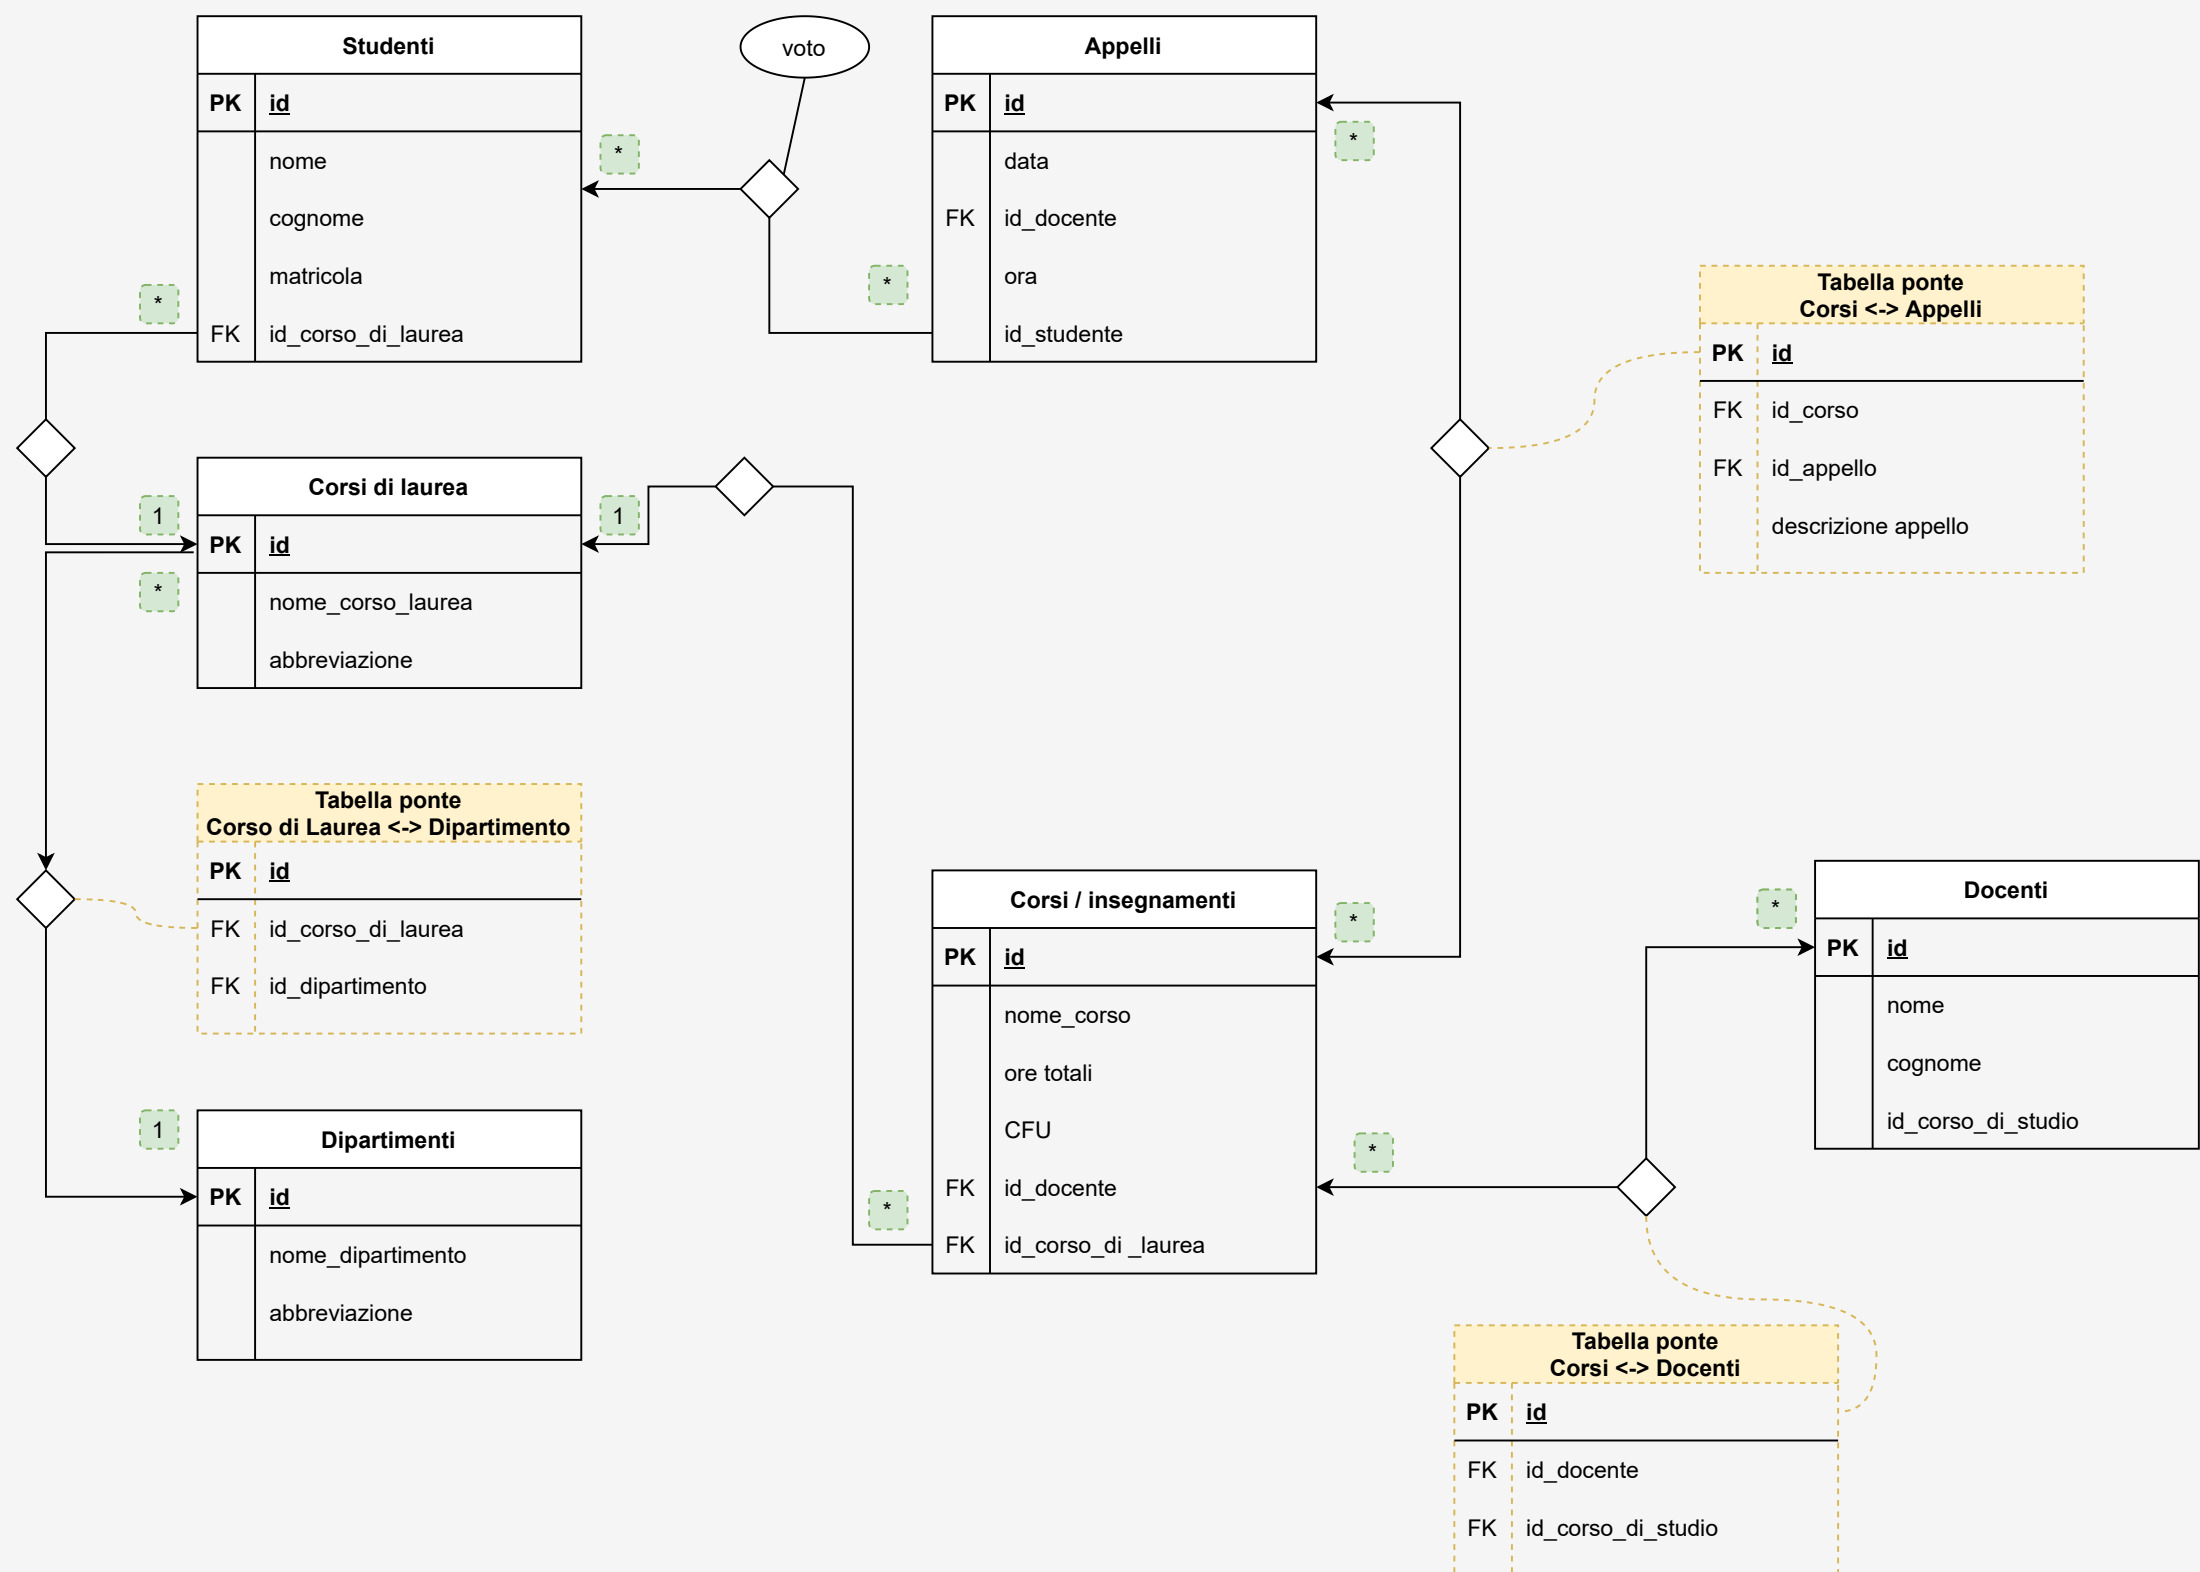 Studenti
PK id
nome
cognome
matricola
FK id_corso_di_laurea
*
*
voto
*
Appelli
PK id
data
FK id_docente
ora
id_studente
*
Tabella ponte
Corsi <-> Appelli
PK id
FK id_corso
FK id_appello
descrizione appello
Corsi di laurea
PK id
nome_corso_laurea
abbreviazione
1
*
1
Tabella ponte
Corso di Laurea <-> Dipartimento
PK id
FK id_corso_di_laurea
FK id_dipartimento
1
Dipartimenti
PK id
nome_dipartimento
abbreviazione
Corsi / insegnamenti
PK id
nome_corso
ore totali
CFU
FK id_docente
FK id_corso_di _laurea
*
*
*
*
Docenti
PK id
nome
cognome
id_corso_di_studio
Tabella ponte
Corsi <-> Docenti
PK id
FK id_docente
FK id_corso_di_studio